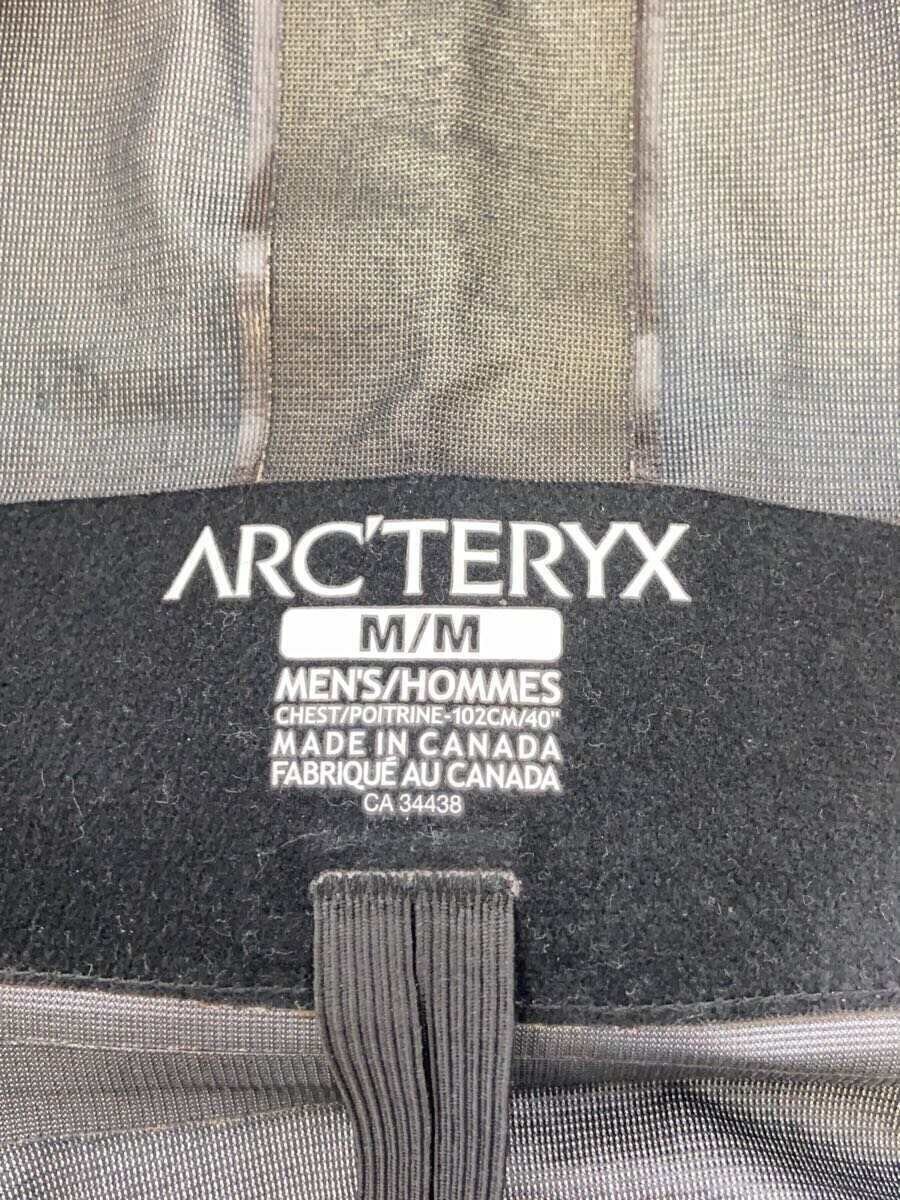 ARC'TERYX
M/M
MEN'S/HOMMES
CHEST/POITRINE-102CM/40"
MADE IN CANADA
FABRIQUÉ AU CANADA
CA 34438